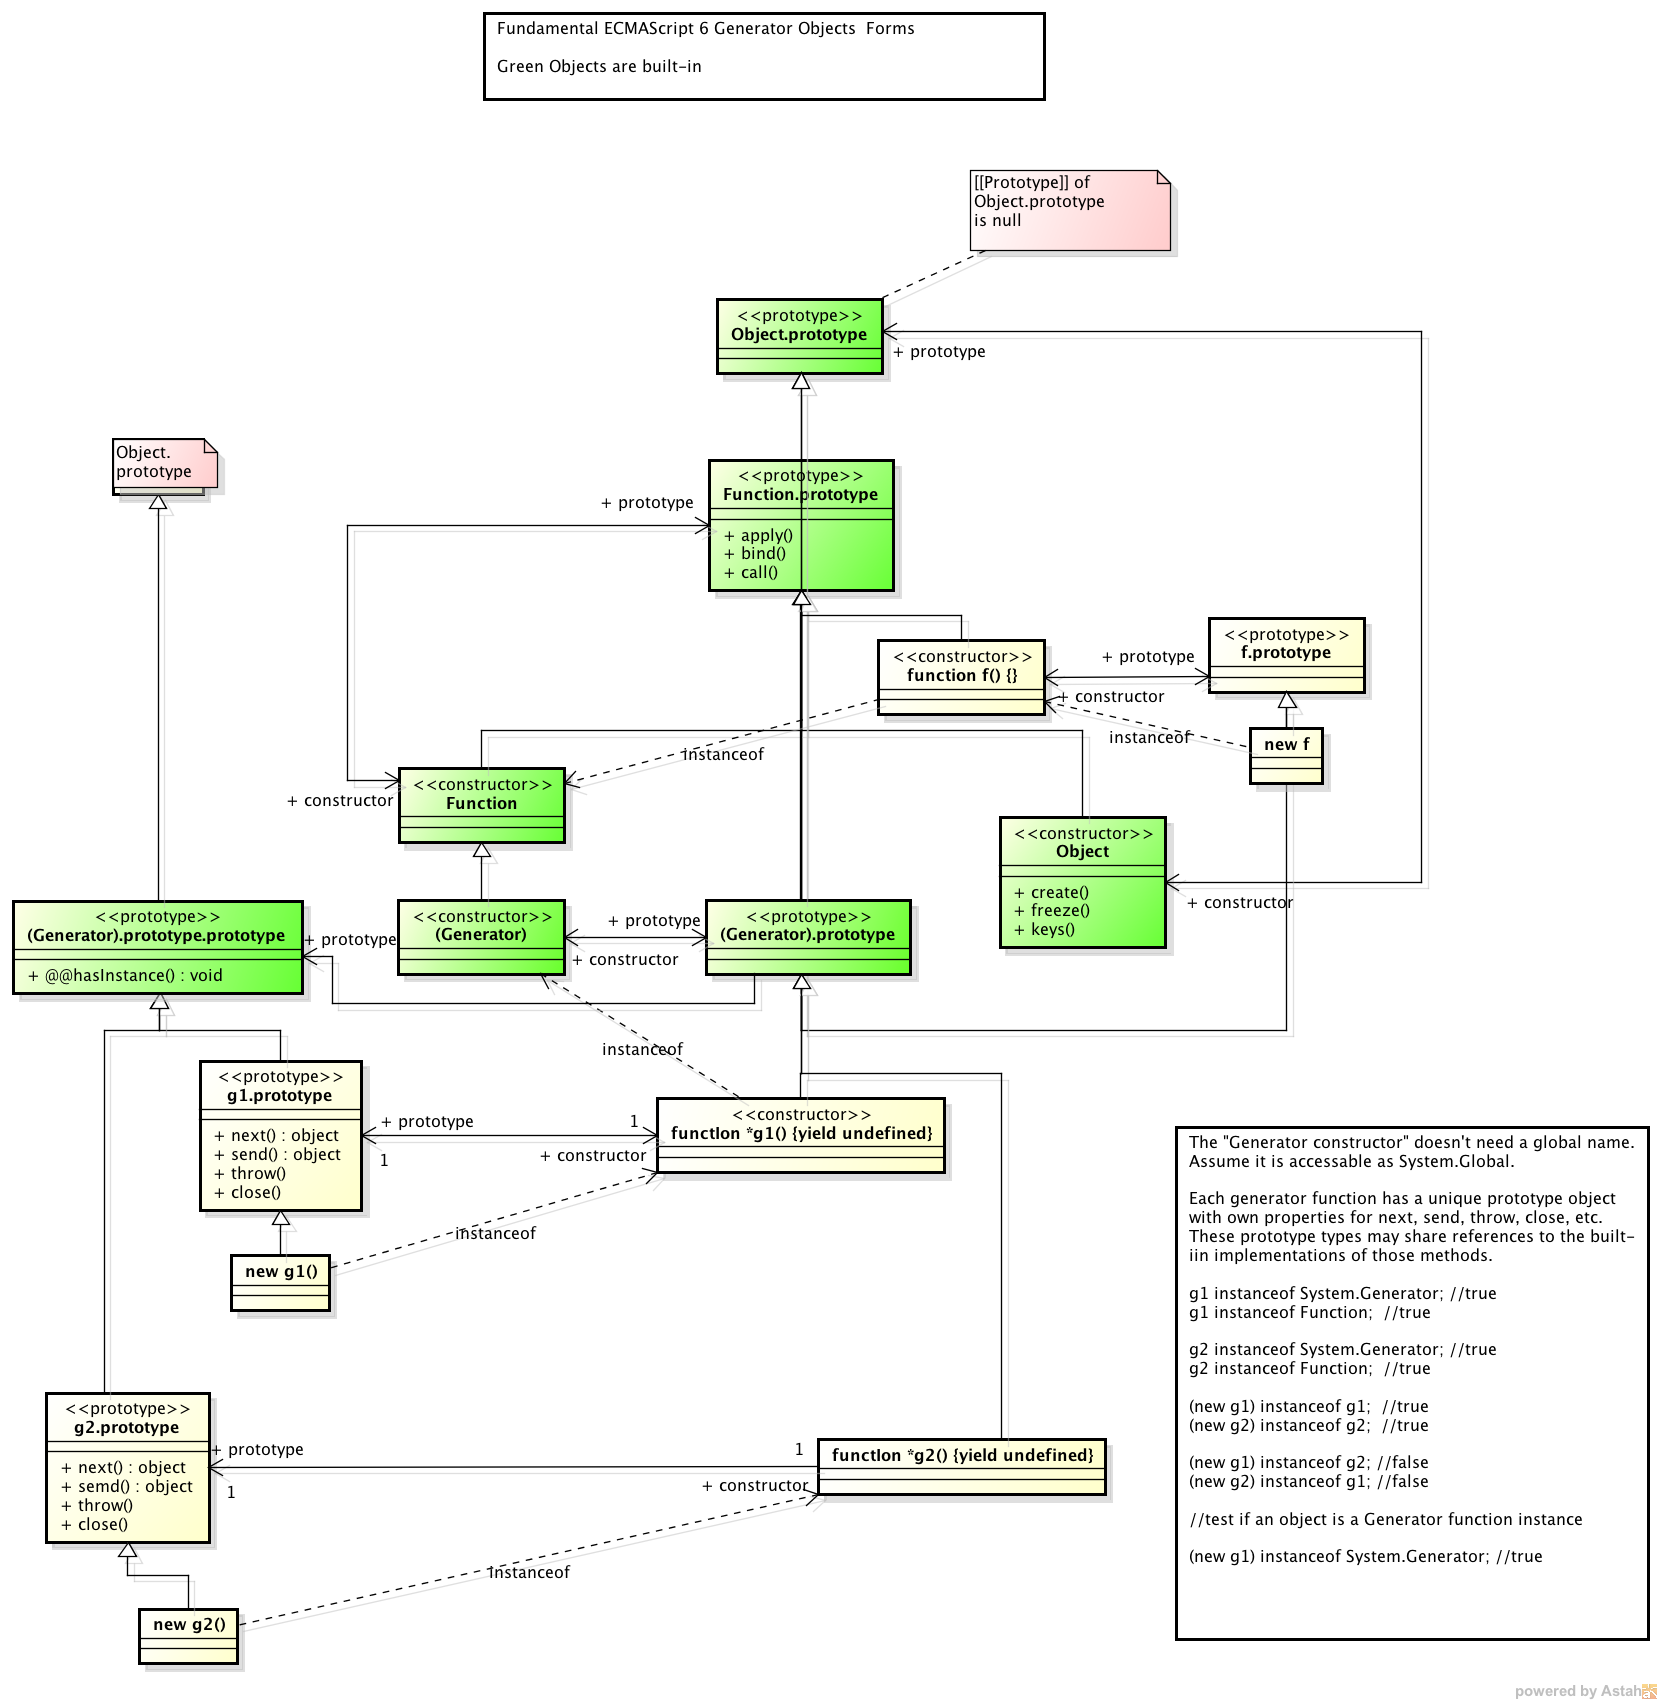 Fundamental ECMAScript 6 Generator Objects  Forms
Green Objects are built-in
[[Prototype]] of
Object.prototype
is null
<<prototype>>
Object.prototype
+ prototype
Object.
prototype
<<prototype>>
Function.prototype
+ apply()
+ bind()
+ call()
+ prototype
<<constructor>>
function f() {}
+ prototype
+ constructor
<<prototype>>
f.prototype
instanceof
new f
instanceof
<<constructor>>
Function
+ constructor
<<constructor>>
Object
+ create()
+ freeze()
+ keys()
+ constructor
<<prototype>>
(Generator).prototype.prototype
+ @@hasInstance() : void
+ prototype
<<constructor>>
(Generator)
+ prototype
+ constructor
<<prototype>>
(Generator).prototype
instanceof
<<prototype>>
g1.prototype
+ next() : object
+ send() : object
+ throw()
+ close()
+ prototype
1
1
+ constructor
<<constructor>>
functIon *g1() {yield undefined}
instanceof
new g1()
<<prototype>>
g2.prototype
+ next() : object
+ semd() : object
+ throw()
+ close()
+ prototype
1
1
+ constructor
functIon *g2() {yield undefined}
instanceof
new g2()
The "Generator constructor" doesn't need a global name.
Assume it is accessable as System.Global.
Each generator function has a unique prototype object
with own properties for next, send, throw, close, etc.
These prototype types may share references to the built-
iin implementations of those methods.
g1 instanceof System.Generator; //true
g1 instanceof Function;  //true
g2 instanceof System.Generator; //true
g2 instanceof Function;  //true
(new g1) instanceof g1;  //true
(new g2) instanceof g2;  //true
(new g1) instanceof g2; //false
(new g2) instanceof g1; //false
//test if an object is a Generator function instance
(new g1) instanceof System.Generator; //true
powered by Astah